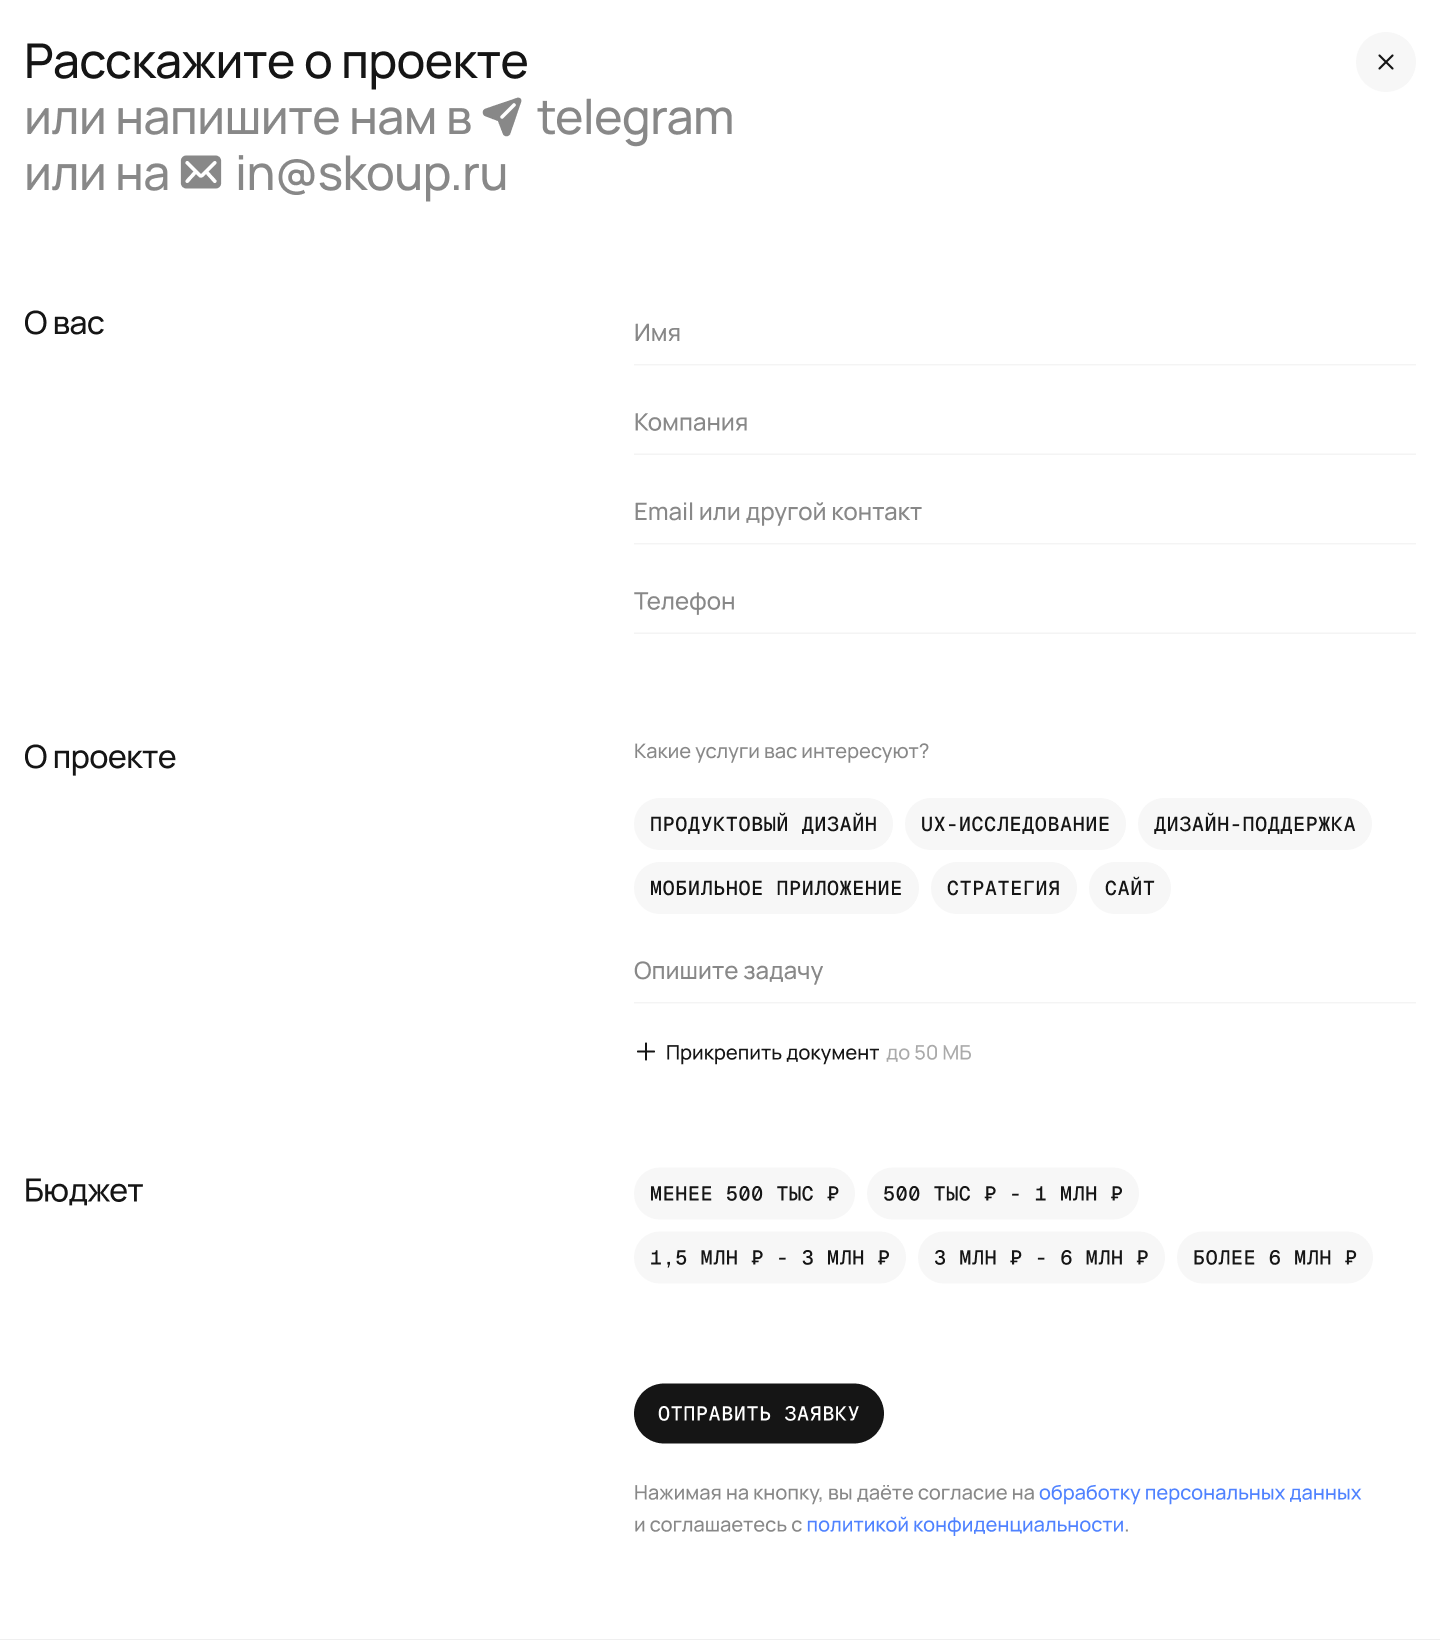 Расскажите о проекте
или напишите нам в telegram
или на in@skoup.ru
О вас
Имя
Компания
Email или другой контакт
Телефон
О проекте
Какие услуги вас интересуют?
ПРОДУКТОВЫЙ ДИЗАЙН UX-ИССЛЕДОВАНИЕ ДИЗАЙН-ПОДДЕРЖКА
МОБИЛЬНОЕ ПРИЛОЖЕНИЕ СТРАТЕГИЯ САЙТ
Опишите задачу
Прикрепить документ до 50 МБ
Бюджет
МЕНЕЕ 500 ТЫС ₽ 500 ТЫС ₽ - 1 МЛН ₽
1,5 МЛН ₽ - 3 МЛН ₽ 3 МЛН ₽ - 6 МЛН ₽ БОЛЕЕ 6 МЛН ₽
ОТПРАВИТЬ ЗАЯВКУ
Нажимая на кнопку, вы даёте согласие на обработку персональных данных
и соглашаетесь с политикой конфиденциальности.